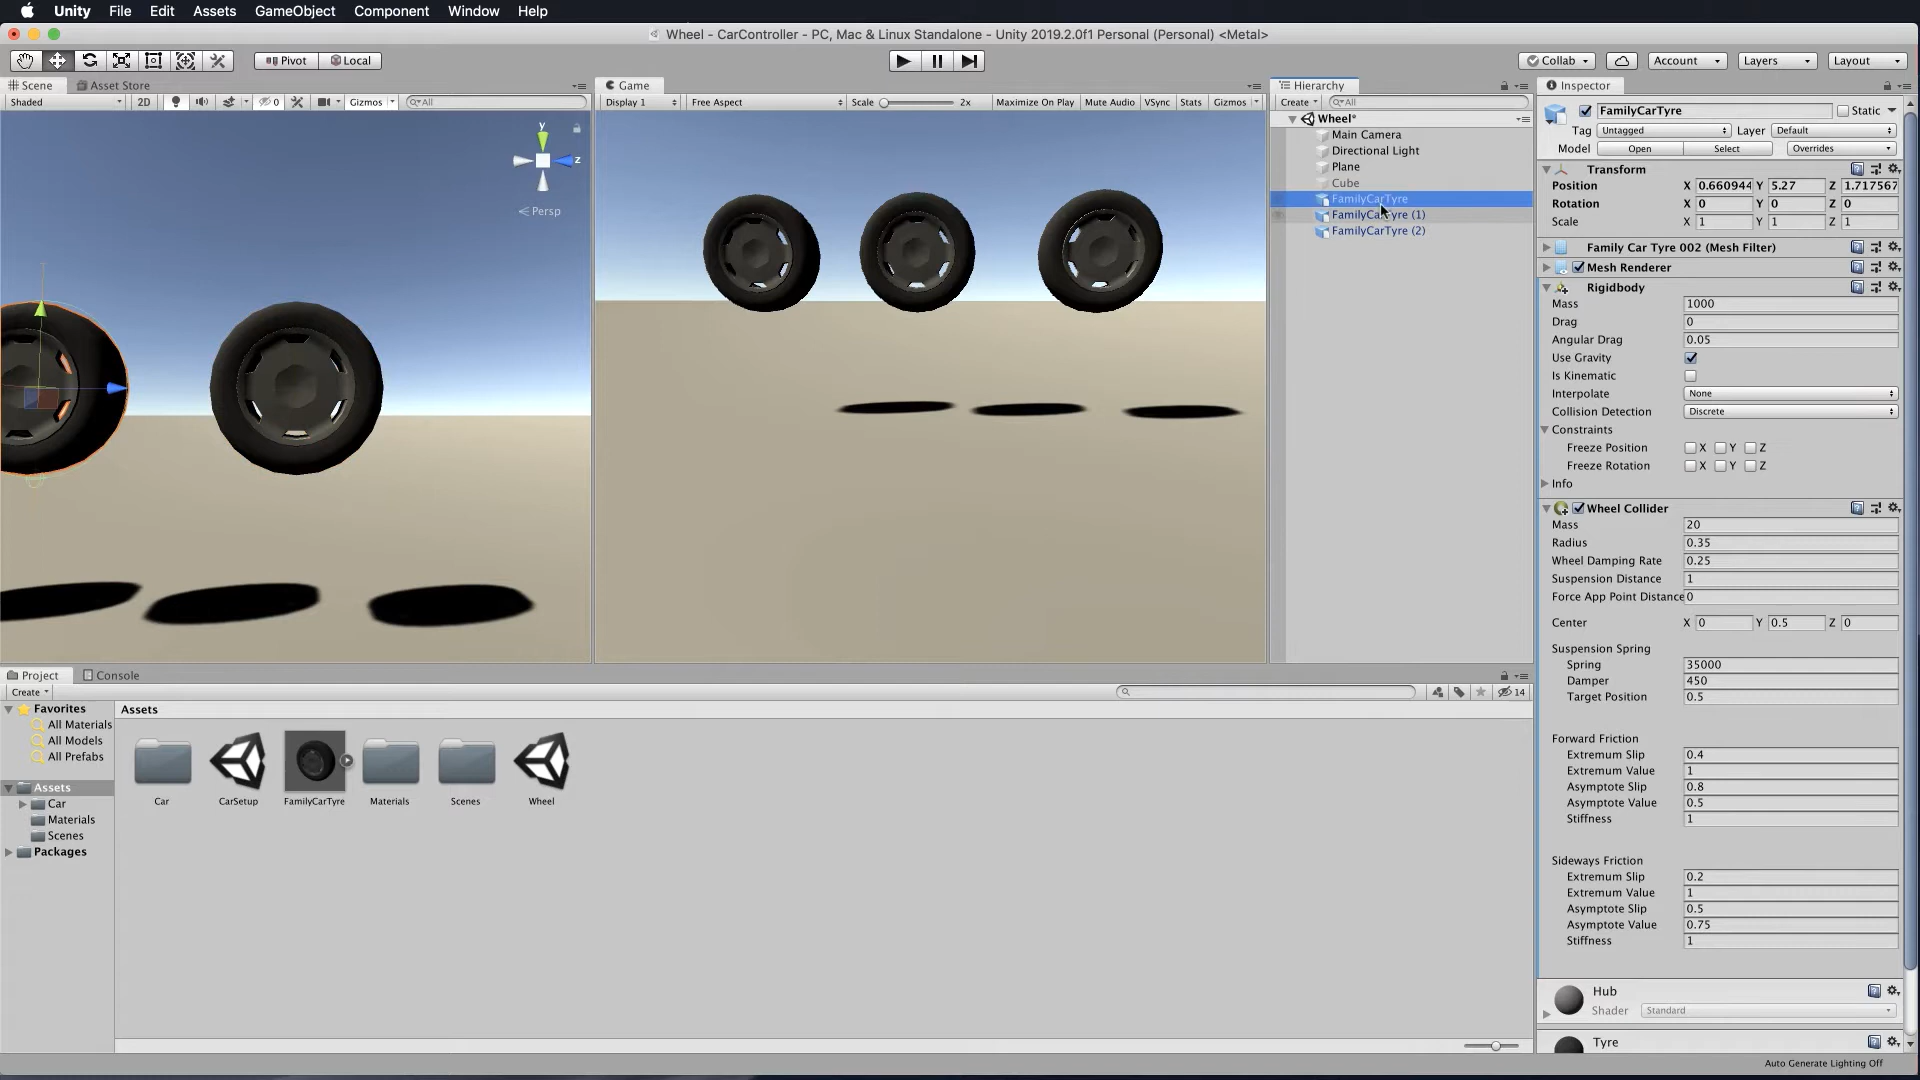 Unity File Edit Assets GameObject Component Window Help
Wheel - CarController - PC, Mac & Linux Standalone - Unity 2019.2.0f1 Personal (Personal) <Metal>
Pivot Local Collab Account Layers Layout
Scene Asset Store
Shaded 2D 0 Gizmos All
y
z
Persp
Game
Display 1 Free Aspect Scale 2x Maximize On Play Mute Audio VSync Stats Gizmos
Hierarchy
Create All
Wheel*
Main Camera
Directional Light
Plane
Cube
FamilyCarTyre
FamilyCarTyre (1)
FamilyCarTyre (2)
Inspector
FamilyCarTyre Static
Tag Untagged Layer Default
Model Open Select Overrides
Transform
Position X 0.660944 Y 5.27 Z 1.717567
Rotation X 0 Y 0 Z 0
Scale X 1 Y 1 Z 1
Family Car Tyre 002 (Mesh Filter)
Mesh Renderer
Rigidbody
Mass 1000
Drag 0
Angular Drag 0.05
Use Gravity
Is Kinematic
Interpolate None
Collision Detection Discrete
Constraints
Freeze Position X Y Z
Freeze Rotation X Y Z
Info
Wheel Collider
Mass 20
Radius 0.35
Wheel Damping Rate 0.25
Suspension Distance 1
Force App Point Distance 0
Center X 0 Y 0.5 Z 0
Suspension Spring
Spring 35000
Damper 450
Target Position 0.5
Forward Friction
Extremum Slip 0.4
Extremum Value 1
Asymptote Slip 0.8
Asymptote Value 0.5
Stiffness 1
Sideways Friction
Extremum Slip 0.2
Extremum Value 1
Asymptote Slip 0.5
Asymptote Value 0.75
Stiffness 1
Hub
Shader Standard
Tyre
Project Console
Create 14
Favorites
All Materials
All Models
All Prefabs
Assets
Car
Materials
Scenes
Packages
Assets
Car CarSetup FamilyCarTyre Materials Scenes Wheel
Auto Generate Lighting Off